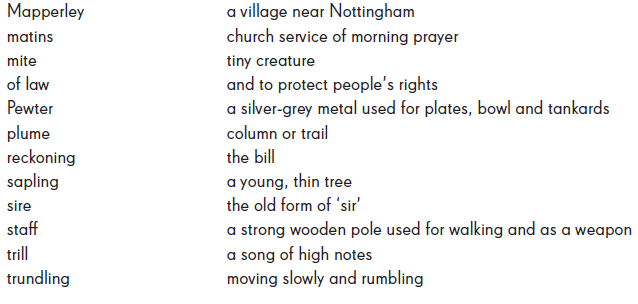 Mapperley a village near Nottingham
matins church service of morning prayer
mite tiny creature
of law and to protect people's rights
Pewter a silver-grey metal used for plates, bowl and tankards
plume column or trail
reckoning the bill
sapling a young, thin tree
sire the old form of ‘sir’
staff a strong wooden pole used for walking and as a weapon
trill a song of high notes
trundling moving slowly and rumbling